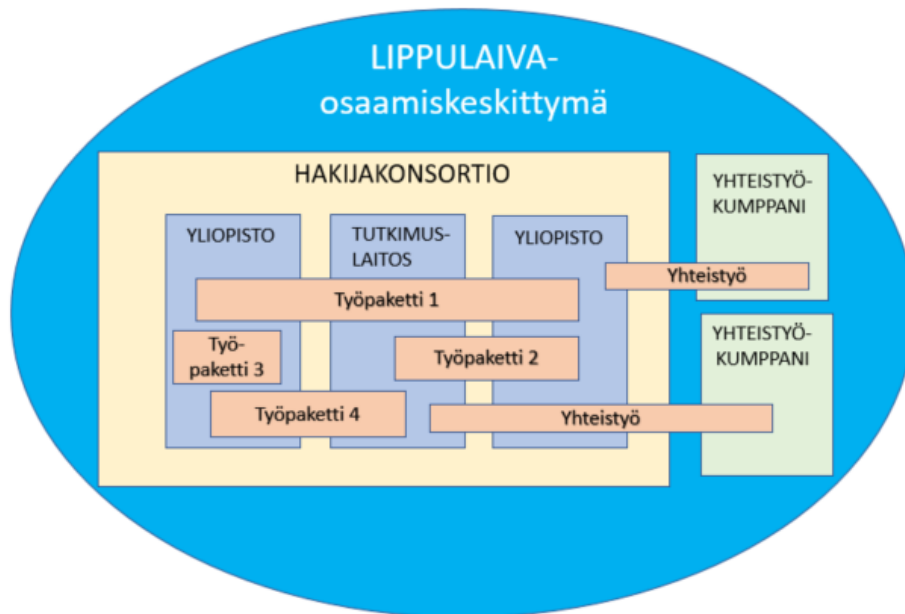 LIPPULAIVA-
osaamiskeskittymä
HAKIJAKONSORTIO
YLIOPISTO
TUTKIMUS-
LAITOS
YLIOPISTO
YHTEISTYÖ-
KUMPPANI
Yhteistyö
Työpaketti 1
Työ-
paketti 3
Työpaketti 2
YHTEISTYÖ-
KUMPPANI
Työpaketti 4
Yhteistyö